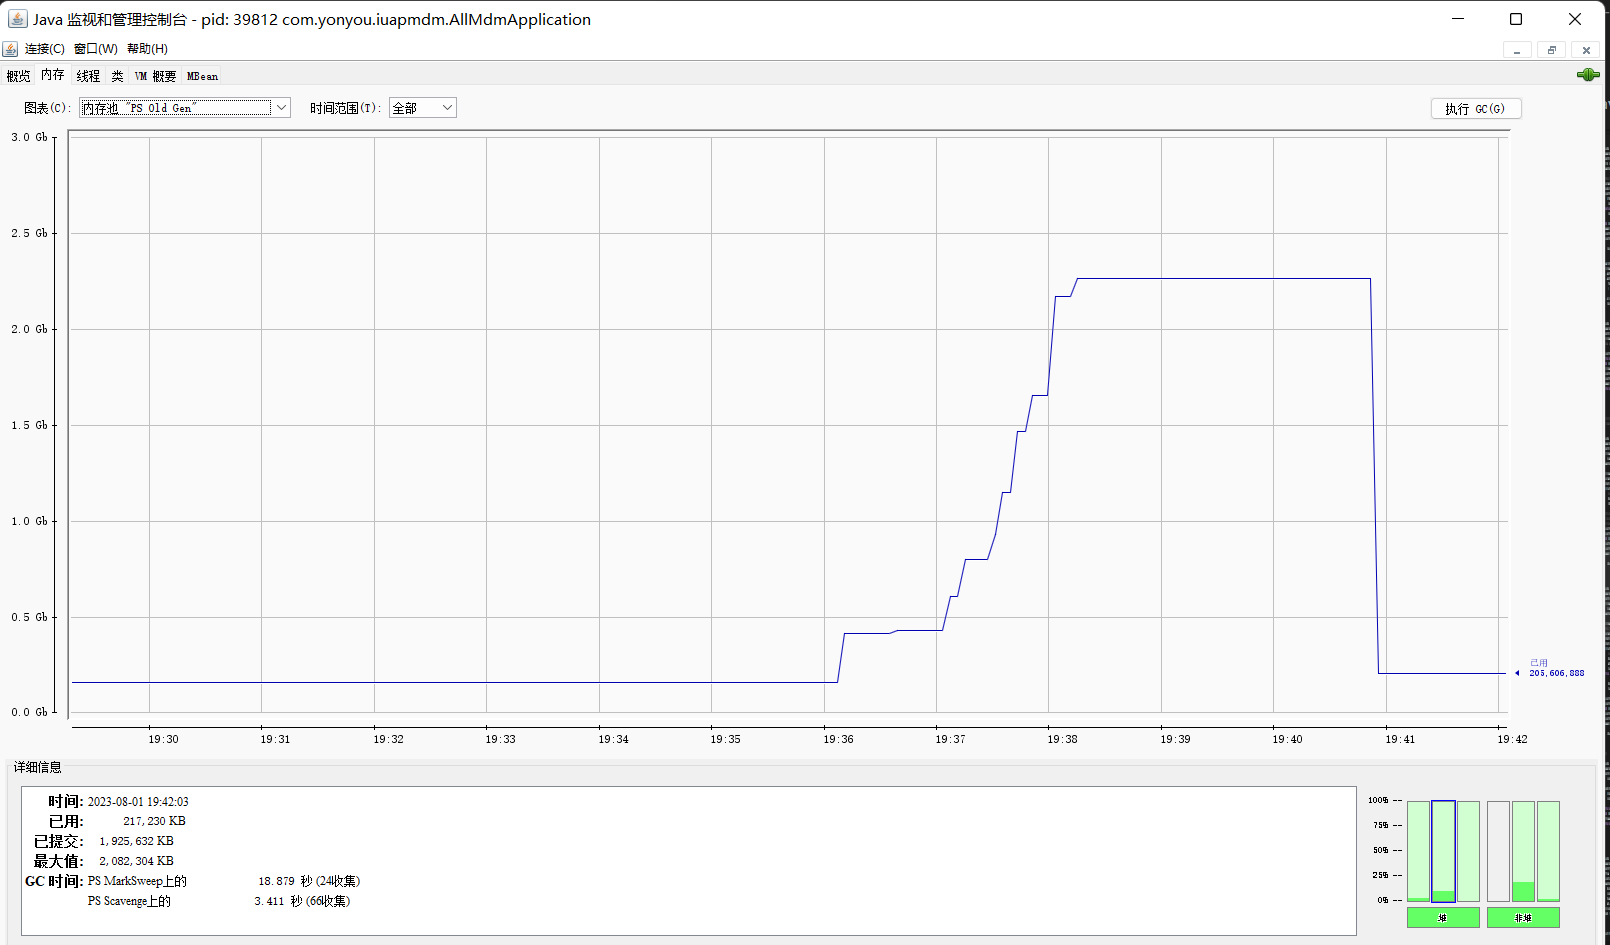 Java 监视和管理控制台 - pid: 39812 com.yonyou.iuapmdm.AllMdmApplication
连接(C) 窗口(W) 帮助(H)
概览 内存 线程 类 VM 概要 MBean
图表(C): 内存池 "PS Old Gen" 时间范围(T): 全部 执行 GC(G)
3.0 Gb
2.5 Gb
2.0 Gb
1.5 Gb
1.0 Gb
0.5 Gb
0.0 Gb
已用
205,606,888
19:30 19:31 19:32 19:33 19:34 19:35 19:36 19:37 19:38 19:39 19:40 19:41 19:42
详细信息
时间: 2023-08-01 19:42:03
已用: 217,230 KB
已提交: 1,925,632 KB
最大值: 2,082,304 KB
GC 时间: PS MarkSweep上的 18.879 秒 (24收集)
PS Scavenge上的 3.411 秒 (66收集)
100% --
75% --
50% --
25% --
0% --
堆 非堆